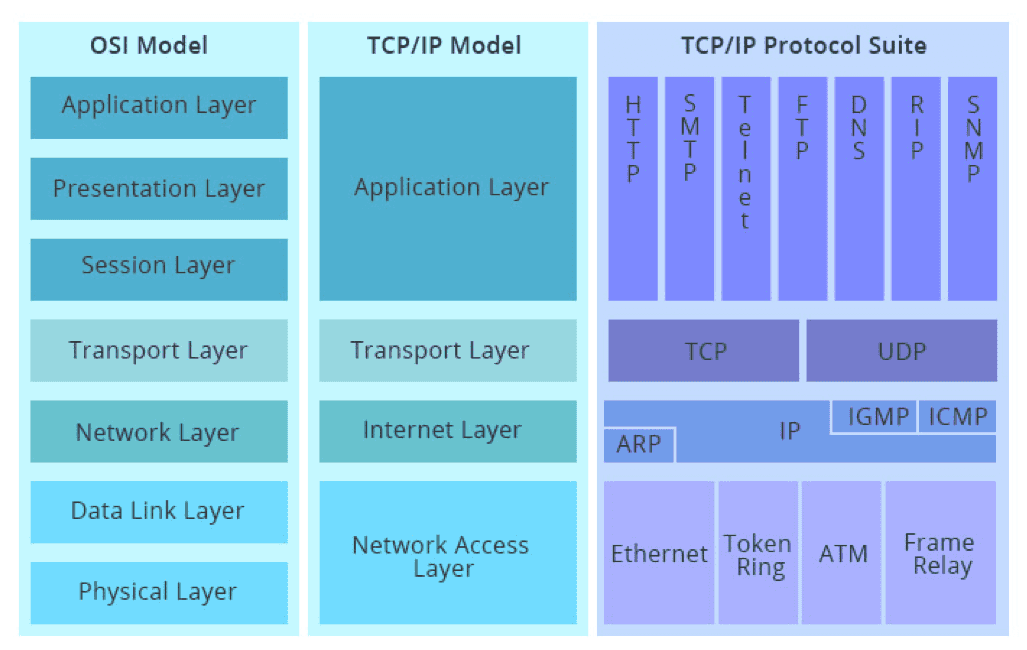 OSI Model
Application Layer
Presentation Layer
Session Layer
Transport Layer
Network Layer
Data Link Layer
Physical Layer
TCP/IP Model
Application Layer
Transport Layer
Internet Layer
Network Access
Layer
TCP/IP Protocol Suite
HTTP
SMTP
Telnet
FTP
DNS
RIP
SNMP
TCP
UDP
ARP
IP
IGMP
ICMP
Ethernet
Token
Ring
ATM
Frame
Relay